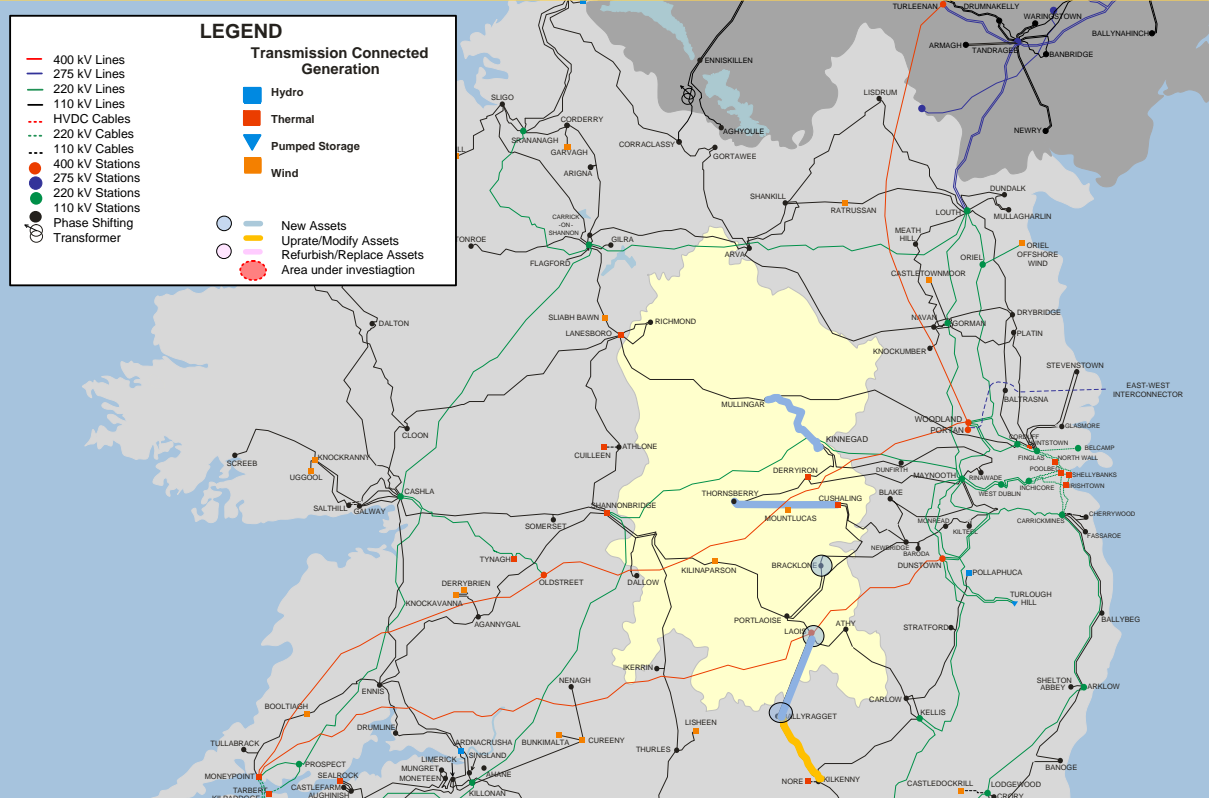 LEGEND
400 kV Lines
275 kV Lines
220 kV Lines
110 kV Lines
HVDC Cables
220 kV Cables
110 kV Cables
400 kV Stations
275 kV Stations
220 kV Stations
110 kV Stations
Phase Shifting
Transformer
Transmission Connected
Generation
Hydro
Thermal
Pumped Storage
Wind
New Assets
Uprate/Modify Assets
Refurbish/Replace Assets
Area under investiagtion
TURLEENAN
DRUMNAKELLY
WARINGSTOWN
BALLYNAHINCH
ARMAGH
TANDRAGEE
BANBRIDGE
ENNISKILLEN
NEWRY
AGHYOULE
LISDRUM
SLIGO
CORDERRY
SRANANAGH
GARVAGH
ARIGNA
CORRACLASSY
GORTAWEE
CARRICK
-ON-
SHANNON
GILRA
FLAGFORD
TONROE
SHANKILL
RATRUSSAN
ARVA
DUNDALK
LOUTH
MULLAGHARLIN
MEATH
HILL
ORIEL
ORIEL
OFFSHORE
WIND
CASTLETOWNMOOR
NAVAN
GORMAN
DRYBRIDGE
PLATIN
KNOCKUMBER
DALTON
SLIABH BAWN
LANESBORO
RICHMOND
STEVENSTOWN
EAST-WEST
INTERCONNECTOR
BALTRASNA
MULLINGAR
WOODLAND
PORTAN
GLASMORE
CORDUFF
HUNTSTOWN
BELCAMP
FINGLAS
NORTH WALL
POOLBEG
SHELLYBANKS
IRISHTOWN
CLOON
SCREEB
KNOCKRANNY
UGGOOL
SALTHILL
GALWAY
CASHLA
ATHLONE
CUILLEEN
KINNEGAD
DERRYIRON
DUNFIRTH
MAYNOOTH
RINAWADE
WEST DUBLIN
INCHICORE
CARRICKMINES
CHERRYWOOD
FASSAROE
SHANNONBRIDGE
SOMERSET
THORNSBERRY
CUSHALING
MOUNTLUCAS
BLAKE
MONREAD
KILTEEL
NEWBRIDGE
BARODA
DUNSTOWN
POLLAPHUCA
TURLOUGH
HILL
TYNAGH
OLDSTREET
DALLOW
KILINAPARSON
BRACKLONE
DERRYBRIEN
KNOCKAVANNA
AGANNYGAL
PORTLAOISE
LAOIS
ATHY
STRATFORD
BALLYBEG
IKERRIN
ENNIS
NENAGH
CARLOW
KELLIS
SHELTON
ABBEY
ARKLOW
BOOLTIAGH
DRUMLINE
LISHEEN
BALLYRAGGET
TULLABRACK
ARDNACRUSHA
SINGLAND
BUNKIMALTA
CUREENY
THURLES
LIMERICK
MUNGRET
MONETEEN
AHANE
KILLONAN
MONEYPOINT
PROSPECT
SEALROCK
CASTLEFARM
AUGHINISH
TARBERT
NORE
KILKENNY
CASTLEDOCKRILL
LODGEWOOD
CRORY
BANOGE